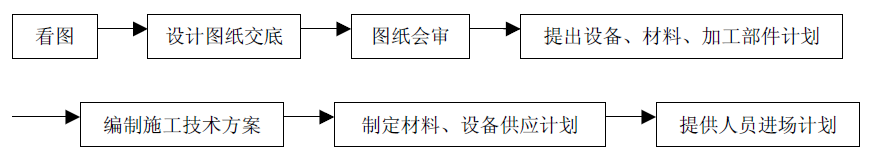 看图 设计图纸交底 图纸会审 提出设备、材料、加工部件计划
编制施工技术方案 制定材料、设备供应计划 提供人员进场计划